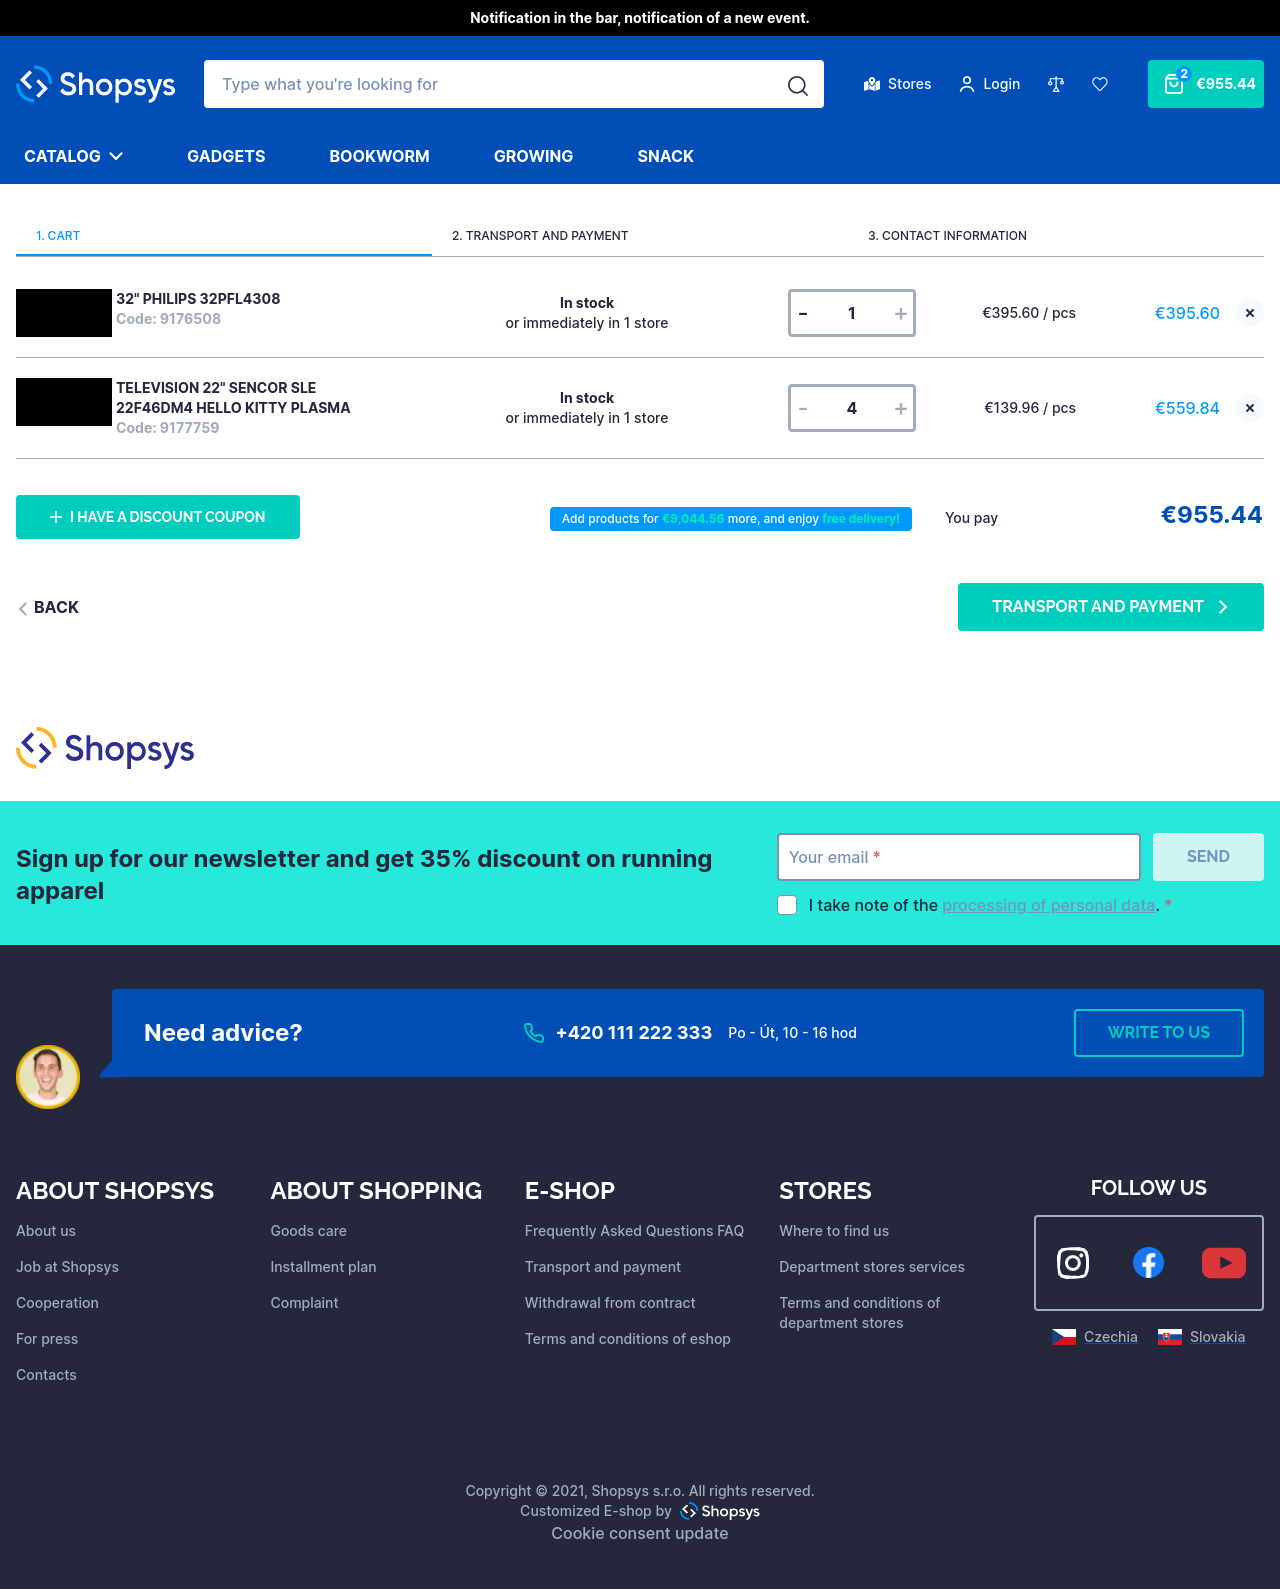 Notification in the bar, notification of a new event.
Shopsys
Type what you're looking for
Stores
Login
2
€955.44
CATALOG
GADGETS
BOOKWORM
GROWING
SNACK
1. CART
2. TRANSPORT AND PAYMENT
3. CONTACT INFORMATION
32" PHILIPS 32PFL4308
Code: 9176508
In stock
or immediately in 1 store
- 1 +
€395.60 / pcs
€395.60
TELEVISION 22" SENCOR SLE
22F46DM4 HELLO KITTY PLASMA
Code: 9177759
In stock
or immediately in 1 store
- 4 +
€139.96 / pcs
€559.84
I HAVE A DISCOUNT COUPON
Add products for €9,044.56 more, and enjoy free delivery!
You pay
€955.44
BACK
TRANSPORT AND PAYMENT
Shopsys
Sign up for our newsletter and get 35% discount on running
apparel
Your email *
SEND
I take note of the processing of personal data. *
Need advice?
+420 111 222 333
Po - Út, 10 - 16 hod
WRITE TO US
ABOUT SHOPSYS
About us
Job at Shopsys
Cooperation
For press
Contacts
ABOUT SHOPPING
Goods care
Installment plan
Complaint
E-SHOP
Frequently Asked Questions FAQ
Transport and payment
Withdrawal from contract
Terms and conditions of eshop
STORES
Where to find us
Department stores services
Terms and conditions of
department stores
FOLLOW US
Czechia
Slovakia
Copyright © 2021, Shopsys s.r.o. All rights reserved.
Customized E-shop by Shopsys
Cookie consent update